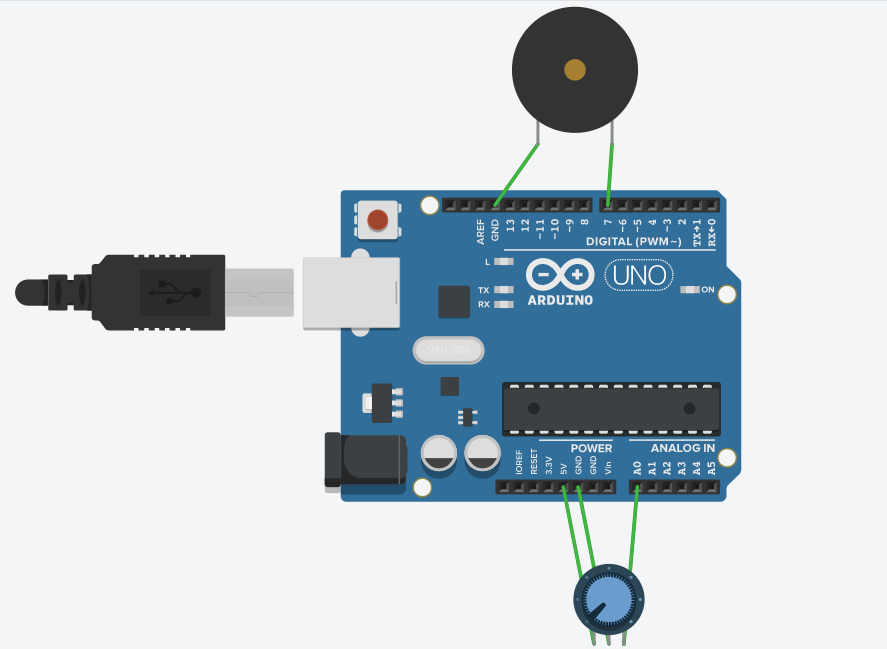 AREF
GND
13
12
~11
~10
~9
8
7
~6
~5
4
~3
2
TX→1
RX←0
DIGITAL (PWM~)
L
TX
RX
ARDUINO
UNO
ON
POWER
ANALOG IN
IOREF
RESET
3.3V
5V
GND
GND
Vin
A0
A1
A2
A3
A4
A5